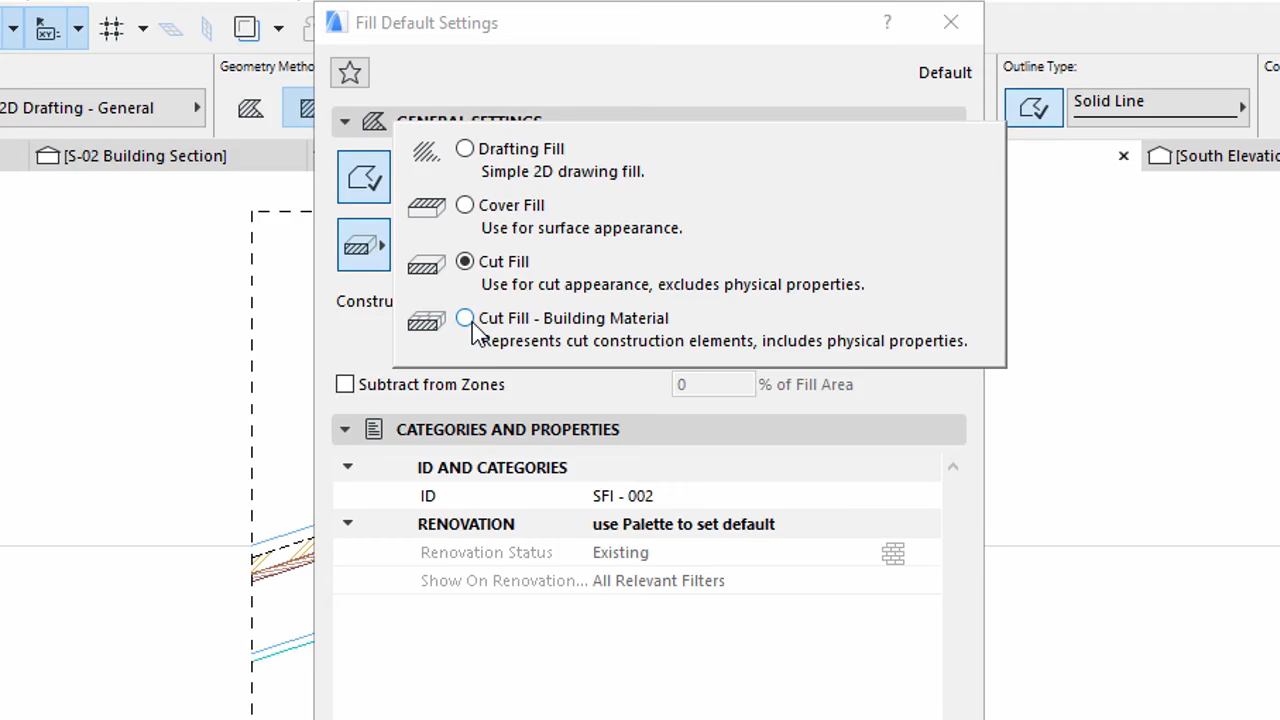 Fill Default Settings
?
Default
Geometry Metho
Outline Type:
Co
2D Drafting - General
Solid Line
GENERAL SETTINGS
[S-02 Building Section]
[South Elevatio
Drafting Fill
Simple 2D drawing fill.
Cover Fill
Use for surface appearance.
Cut Fill
Use for cut appearance, excludes physical properties.
Constru
Cut Fill - Building Material
Represents cut construction elements, includes physical properties.
Subtract from Zones
0
% of Fill Area
CATEGORIES AND PROPERTIES
ID AND CATEGORIES
ID
SFI - 002
RENOVATION
use Palette to set default
Renovation Status
Existing
Show On Renovation...
All Relevant Filters